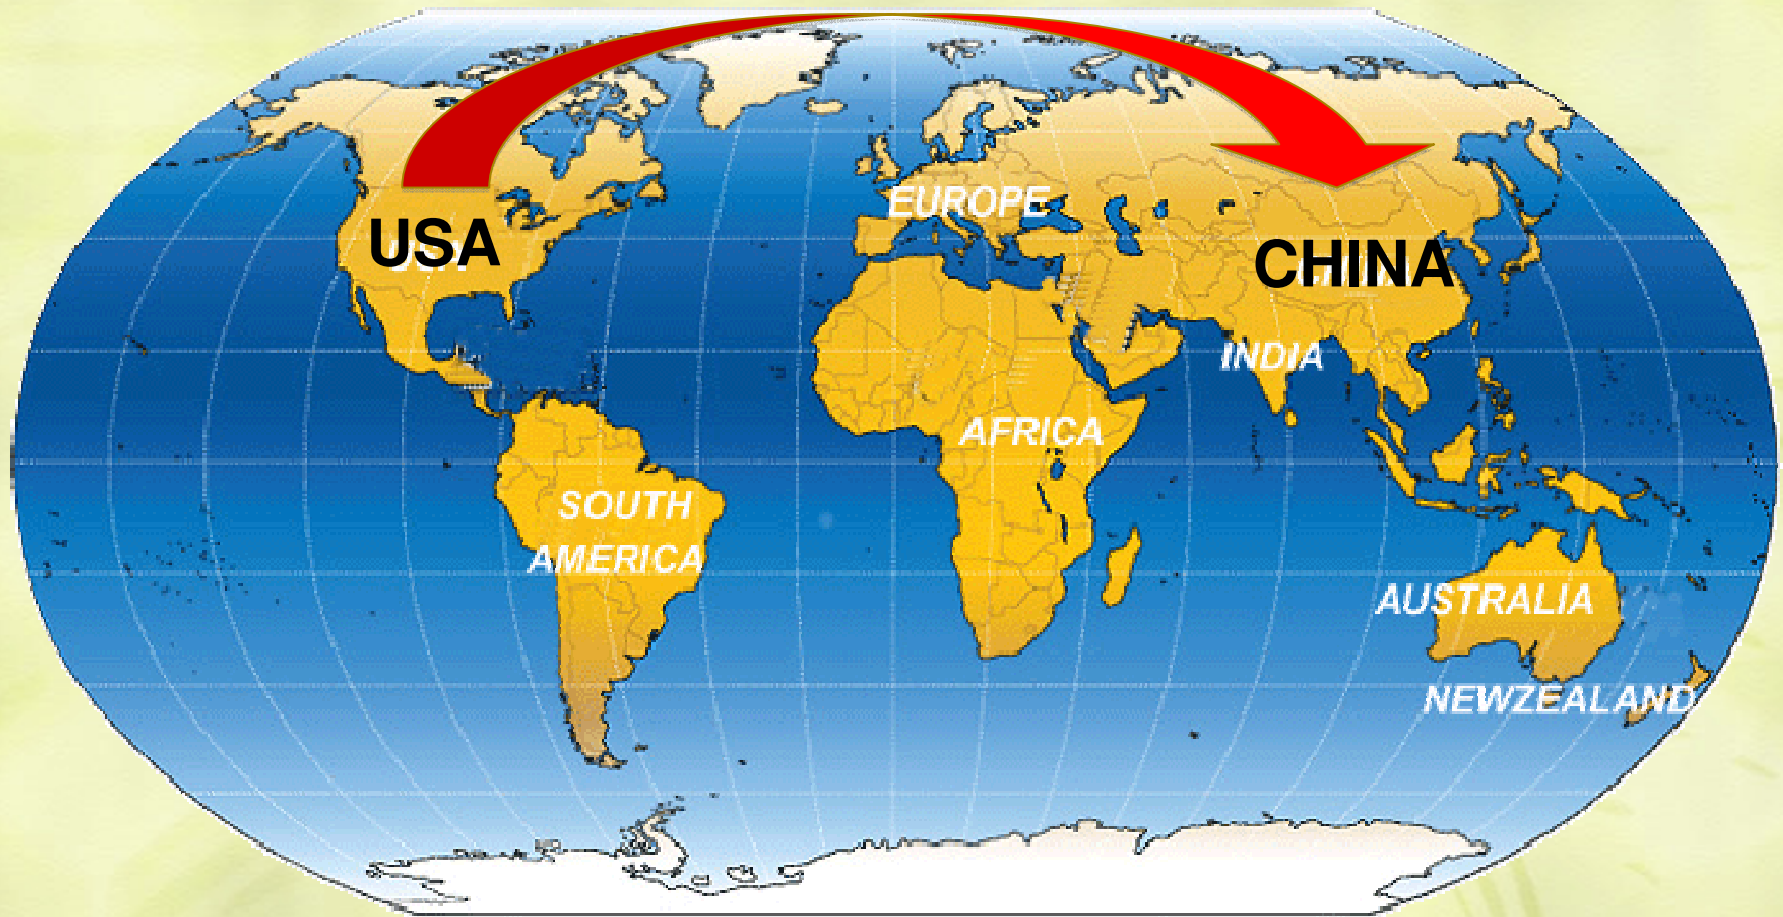 EUROPE
USA
CHINA
INDIA
AFRICA
SOUTH
AMERICA
AUSTRALIA
NEWZEALAND